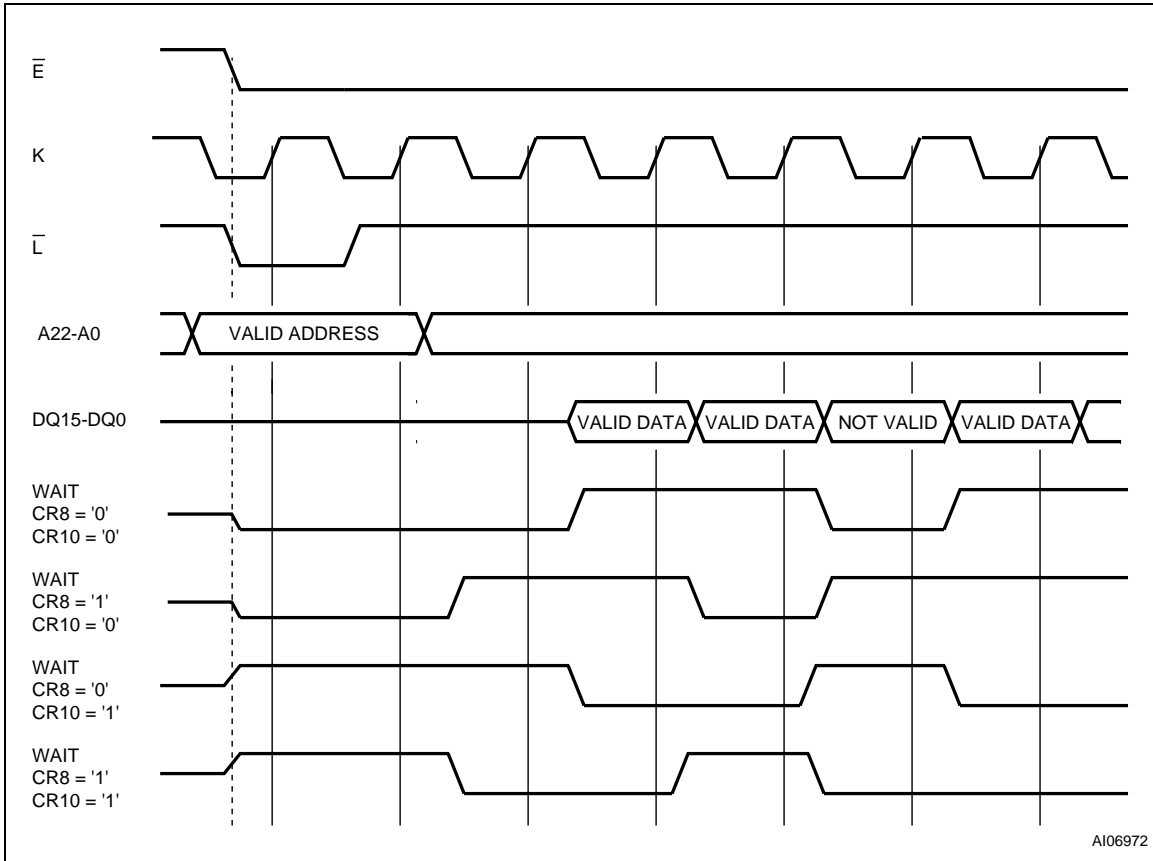 E̅
K
L̅
A22-A0
VALID ADDRESS
DQ15-DQ0
VALID DATA
VALID DATA
NOT VALID
VALID DATA
WAIT
CR8 = '0'
CR10 = '0'
WAIT
CR8 = '1'
CR10 = '0'
WAIT
CR8 = '0'
CR10 = '1'
WAIT
CR8 = '1'
CR10 = '1'
AI06972